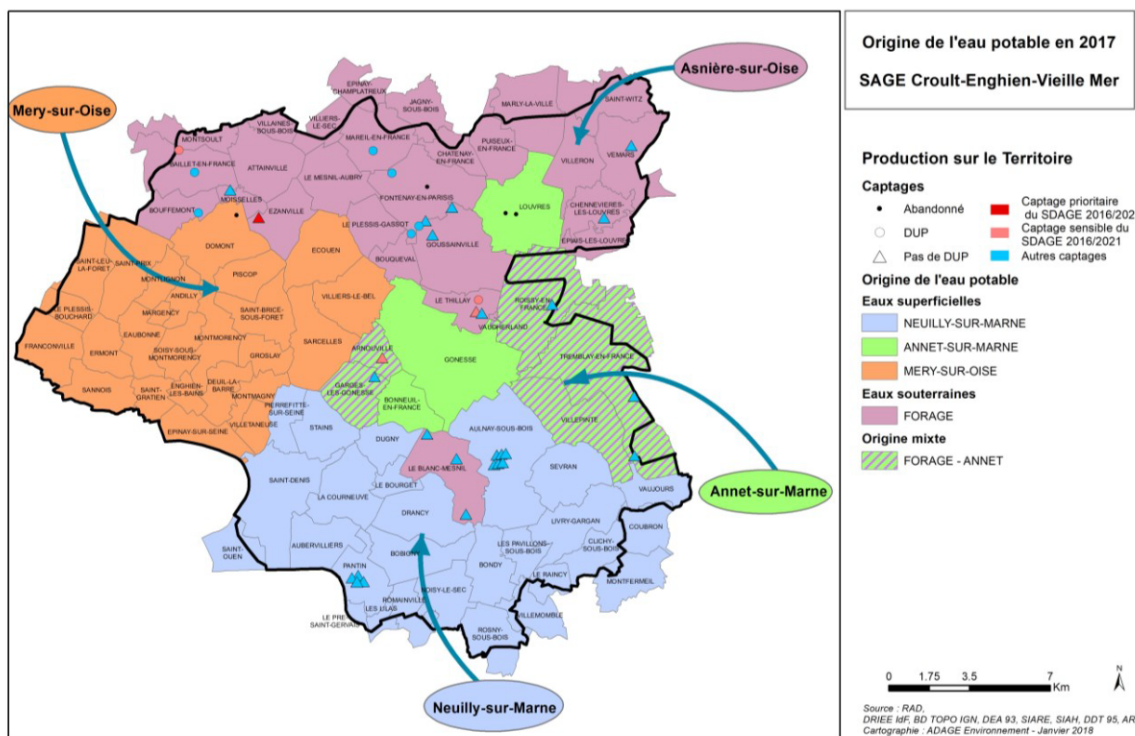 Origine de l'eau potable en 2017
SAGE Croult-Enghien-Vieille Mer
Production sur le Territoire
Captages
Abandonné
DUP
Pas de DUP
Captage prioritaire
du SDAGE 2016/202
Captage sensible du
SDAGE 2016/2021
Autres captages
Origine de l'eau potable
Eaux superficielles
NEUILLY-SUR-MARNE
ANNET-SUR-MARNE
MERY-SUR-OISE
Eaux souterraines
FORAGE
Origine mixte
FORAGE - ANNET
0 1.75 3.5 7
Km
N
Source : RAD,
DRIEE IdF, BD TOPO IGN, DEA 93, SIARE, SIAH, DDT 95, AR
Cartographie : ADAGE Environnement - Janvier 2018
Asnière-sur-Oise
Mery-sur-Oise
Annet-sur-Marne
Neuilly-sur-Marne
EPINAY-
CHAMPLATREUX
JAGNY-
SOUS-BOIS
MARLY-LA-VILLE
SAINT-WITZ
VILLAINES-
SOUS-BOIS
VILLIERS-
LE-SEC
MONTSOULT
MAREIL-EN-FRANCE
PUISEUX-
EN-FRANCE
CHATENAY-
EN-FRANCE
VILLERON
VEMARS
BAILLET-EN-FRANCE
ATTAINVILLE
LE MESNIL-AUBRY
FONTENAY-EN-PARISIS
LOUVRES
CHENNEVIERES-
LES-LOUVRES
MOISSELLES
BOUFFEMONT
EZANVILLE
LE PLESSIS-GASSOT
GOUSSAINVILLE
EPIAIS-LES-LOUVRES
DOMONT
ECOUEN
BOUQUEVAL
SAINT-LEU-
LA-FORET
SAINT-PRIX
MONTLIGNON
PISCOP
ANDILLY
VILLIERS-LE-BEL
LE THILLAY
ROISSY-EN-
FRANCE
LE PLESSIS-
BOUCHARD
MARGENCY
SAINT-BRICE-
SOUS-FORET
VAUDHERLAND
FRANCONVILLE
EAUBONNE
MONTMORENCY
SARCELLES
ARNOUVILLE
GONESSE
TREMBLAY-EN-FRANCE
ERMONT
SOISY-SOUS-
MONTMORENCY
GROSLAY
SANNOIS
SAINT-
GRATIEN
ENGHIEN-
LES-BAINS
DEUIL-LA-
BARRE
MONTMAGNY
GARGES-
LES-GONESSE
BONNEUIL-
EN-FRANCE
VILLEPINTE
PIERREFITTE-
SUR-SEINE
VILLETANEUSE
EPINAY-SUR-SEINE
STAINS
DUGNY
AULNAY-SOUS-BOIS
LE BLANC-MESNIL
SEVRAN
SAINT-DENIS
LE BOURGET
VAUJOURS
LA COURNEUVE
DRANCY
LIVRY-GARGAN
COUBRON
SAINT-
OUEN
AUBERVILLIERS
BOBIGNY
LES PAVILLONS-
SOUS-BOIS
CLICHY-
SOUS-BOIS
PANTIN
BONDY
LE RAINCY
MONTFERMEIL
NOISY-LE-SEC
ROMAINVILLE
LES LILAS
LE PRE-
SAINT-GERVAIS
VILLEMOMBLE
ROSNY-
SOUS-BOIS